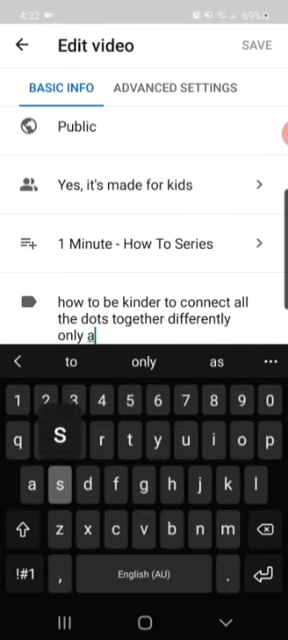 4:32 69%
Edit video SAVE
BASIC INFO ADVANCED SETTINGS
Public
Yes, it's made for kids
1 Minute - How To Series
how to be kinder to connect all
the dots together differently
only a
to only as
1 2 3 4 5 6 7 8 9 0
q S r t y u i o p
a s d f g h j k l
z x c v b n m
!#1 , English (AU) .